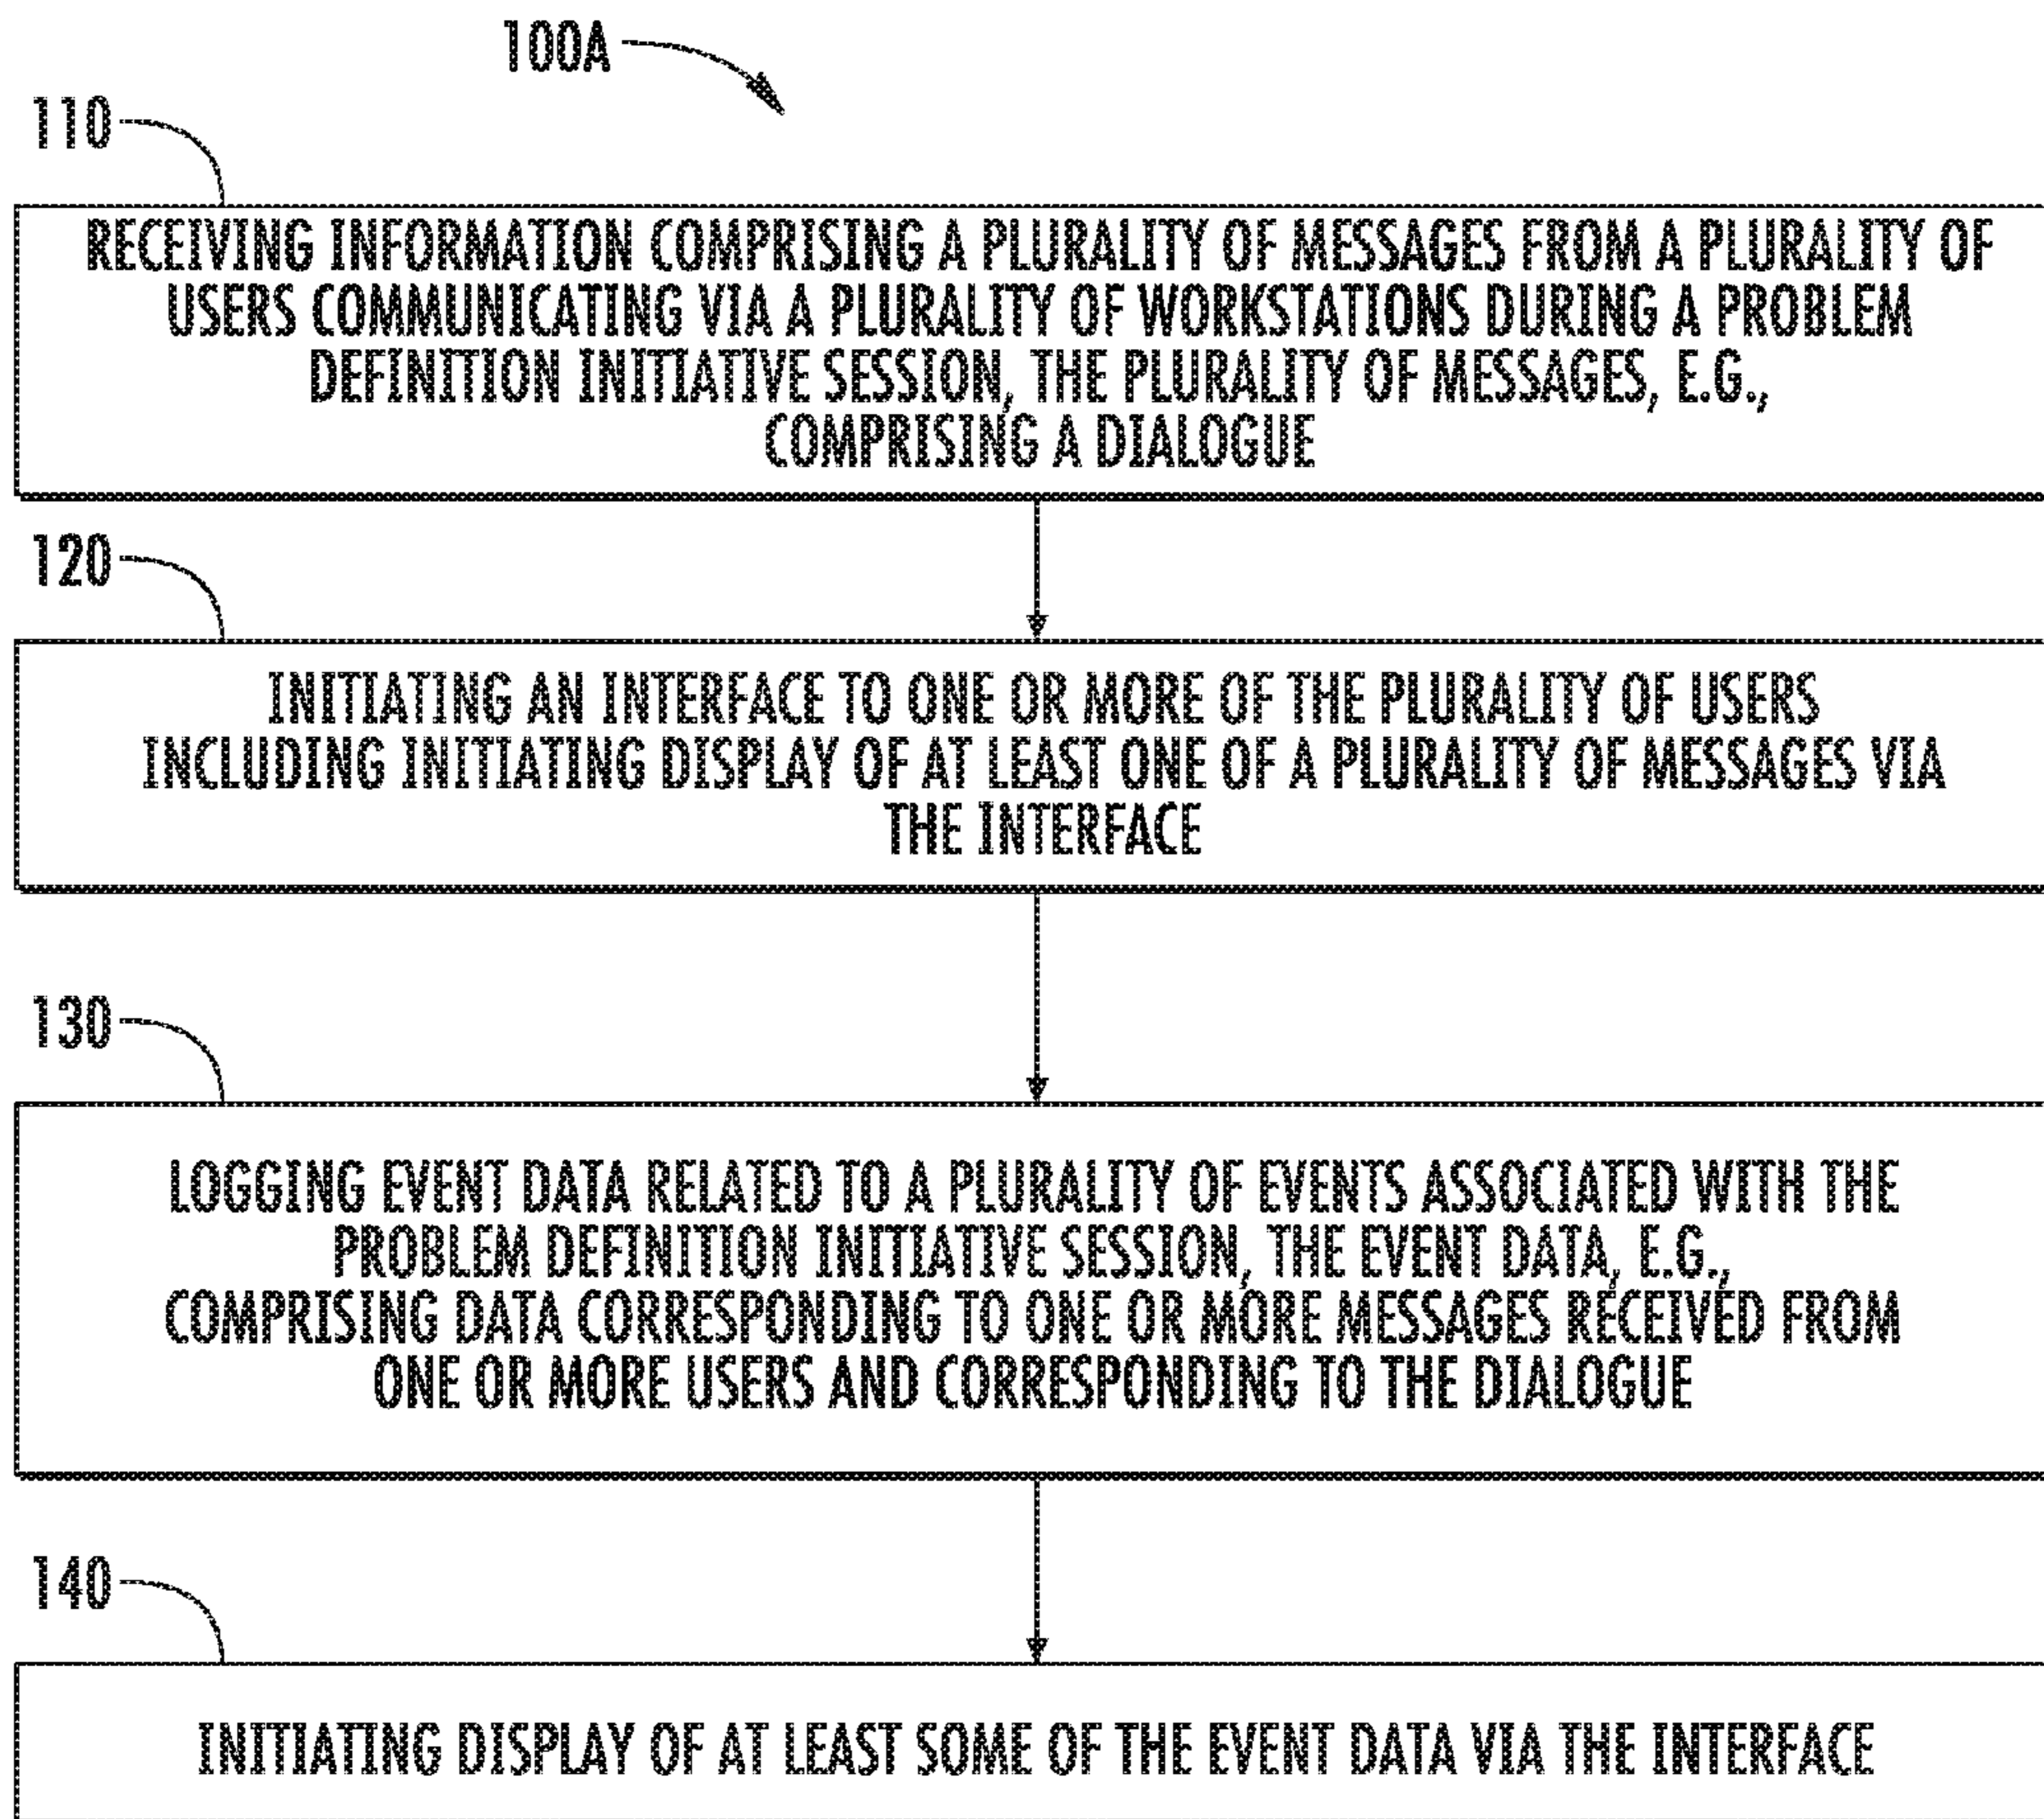 100A
110
RECEIVING INFORMATION COMPRISING A PLURALITY OF MESSAGES FROM A PLURALITY OF
USERS COMMUNICATING VIA A PLURALITY OF WORKSTATIONS DURING A PROBLEM
DEFINITION INITIATIVE SESSION, THE PLURALITY OF MESSAGES, E.G.,
COMPRISING A DIALOGUE
120
INITIATING AN INTERFACE TO ONE OR MORE OF THE PLURALITY OF USERS
INCLUDING INITIATING DISPLAY OF AT LEAST ONE OF A PLURALITY OF MESSAGES VIA
THE INTERFACE
130
LOGGING EVENT DATA RELATED TO A PLURALITY OF EVENTS ASSOCIATED WITH THE
PROBLEM DEFINITION INITIATIVE SESSION, THE EVENT DATA, E.G.,
COMPRISING DATA CORRESPONDING TO ONE OR MORE MESSAGES RECEIVED FROM
ONE OR MORE USERS AND CORRESPONDING TO THE DIALOGUE
140
INITIATING DISPLAY OF AT LEAST SOME OF THE EVENT DATA VIA THE INTERFACE